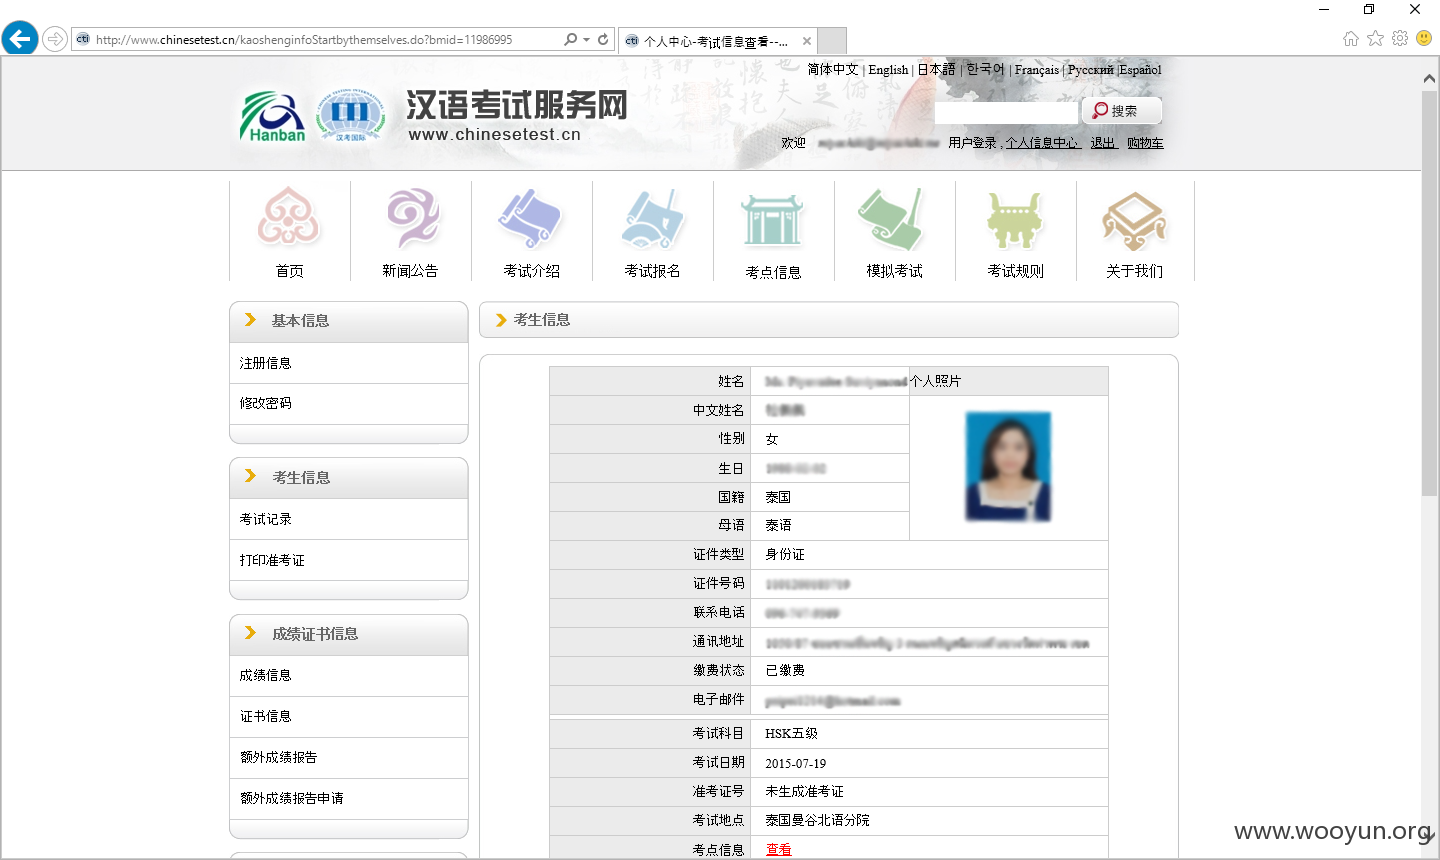 http://www.chinesetest.cn/kaoshenginfoStartbythemselves.do?bmid=11986995
cti 个人中心-考试信息查看--...
简体中文 | English | 日本語 | 한국어 | Français | Русский |Español
Hanban
汉考国际
汉语考试服务网
www.chinesetest.cn
搜索
欢迎
用户登录 , 个人信息中心 退出 购物车
首页 新闻公告 考试介绍 考试报名 考点信息 模拟考试 考试规则 关于我们
基本信息
注册信息
修改密码
考生信息
考试记录
打印准考证
成绩证书信息
成绩信息
证书信息
额外成绩报告
额外成绩报告申请
考生信息
姓名
个人照片
中文姓名
性别 女
生日
国籍 泰国
母语 泰语
证件类型 身份证
证件号码
联系电话
通讯地址
缴费状态 已缴费
电子邮件
考试科目 HSK五级
考试日期 2015-07-19
准考证号 未生成准考证
考试地点 泰国曼谷北语分院
考点信息 查看
www.wooyun.org